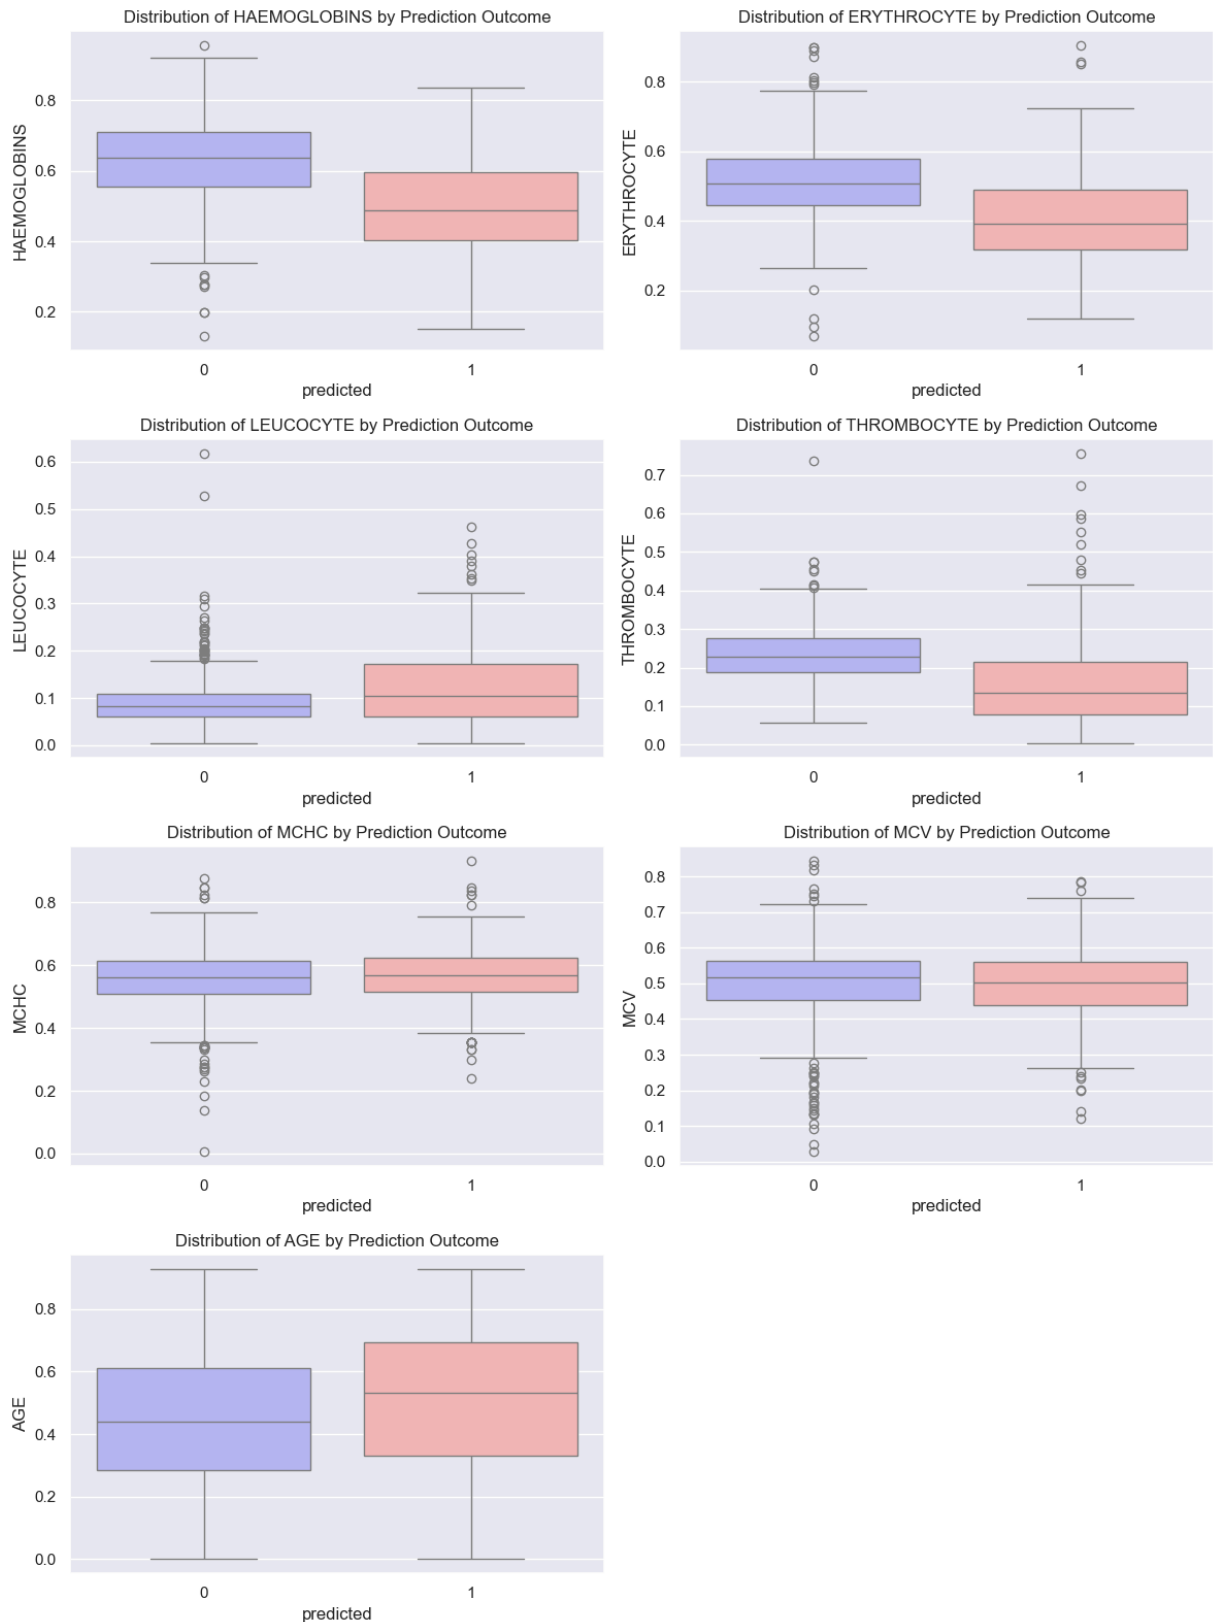 Distribution of HAEMOGLOBINS by Prediction Outcome
HAEMOGLOBINS
0.8
0.6
0.4
0.2
0 1
predicted
Distribution of ERYTHROCYTE by Prediction Outcome
ERYTHROCYTE
0.8
0.6
0.4
0.2
0 1
predicted
Distribution of LEUCOCYTE by Prediction Outcome
LEUCOCYTE
0.6
0.5
0.4
0.3
0.2
0.1
0.0
0 1
predicted
Distribution of THROMBOCYTE by Prediction Outcome
THROMBOCYTE
0.7
0.6
0.5
0.4
0.3
0.2
0.1
0.0
0 1
predicted
Distribution of MCHC by Prediction Outcome
MCHC
0.8
0.6
0.4
0.2
0.0
0 1
predicted
Distribution of MCV by Prediction Outcome
MCV
0.8
0.7
0.6
0.5
0.4
0.3
0.2
0.1
0.0
0 1
predicted
Distribution of AGE by Prediction Outcome
AGE
0.8
0.6
0.4
0.2
0.0
0 1
predicted